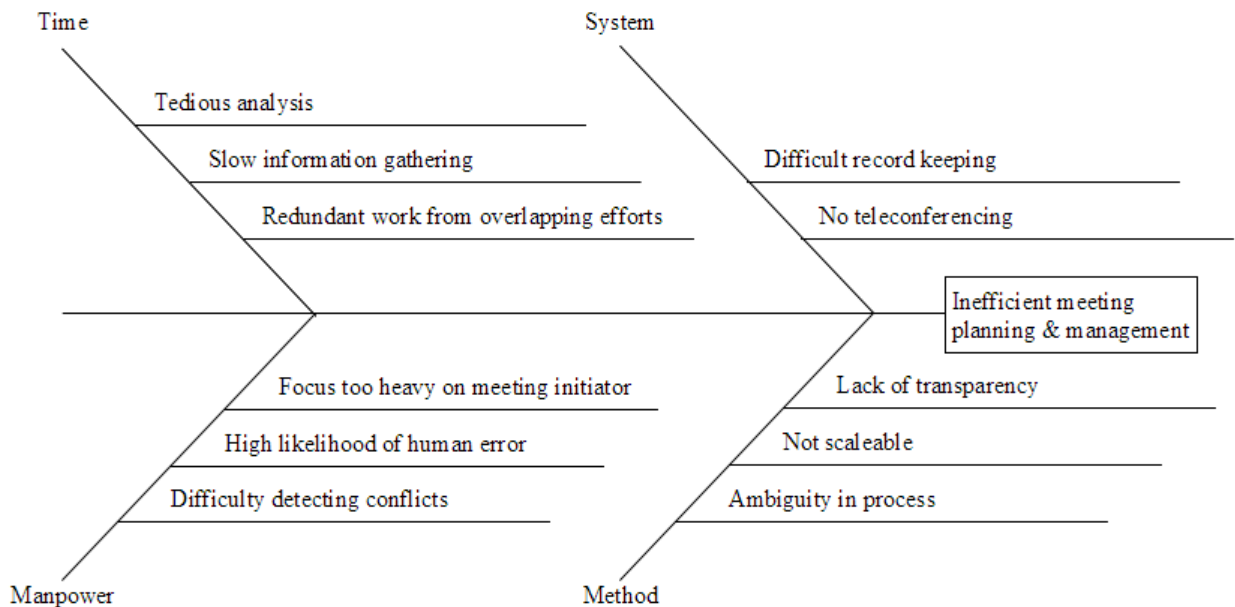 Time
System
Tedious analysis
Slow information gathering
Difficult record keeping
Redundant work from overlapping efforts
No teleconferencing
Inefficient meeting
planning & management
Focus too heavy on meeting initiator
Lack of transparency
High likelihood of human error
Not scaleable
Difficulty detecting conflicts
Ambiguity in process
Manpower
Method